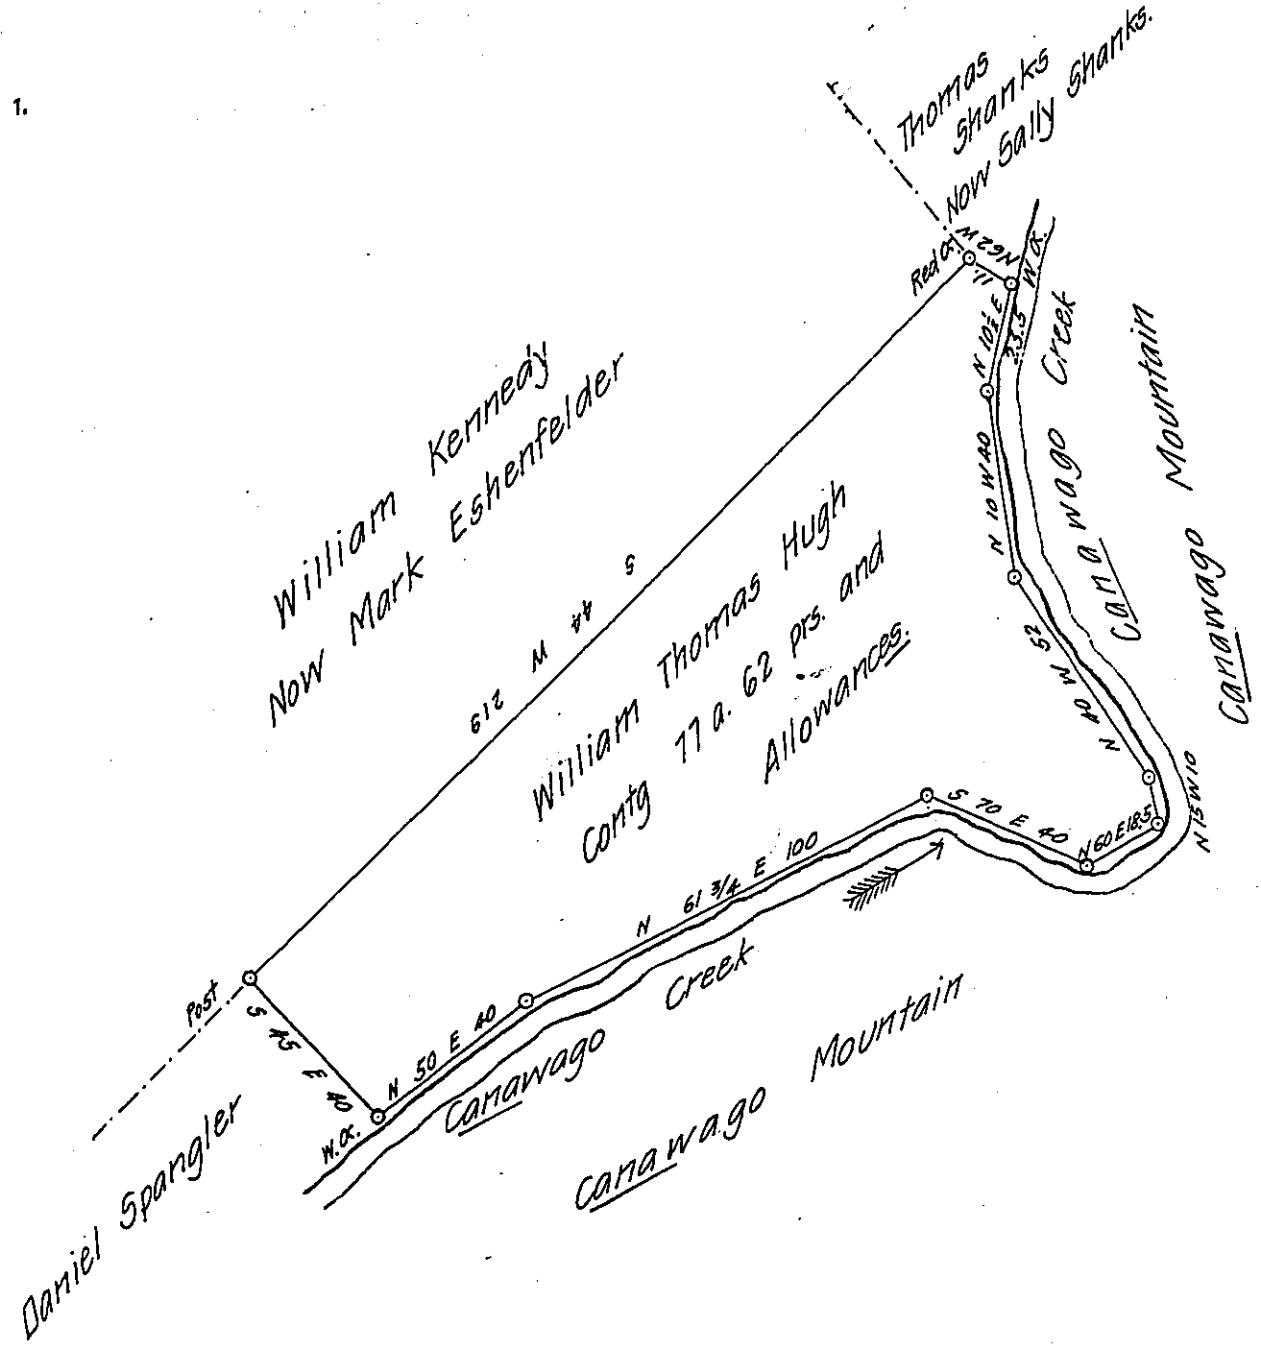 1.
Thomas
Shanks
Now Sally Shanks.
Red O.
N62 W
11
W.O.
N 10½ E
23.5
William Kennedy
Now Mark Eshenfelder
S 44 W 219
William Thomas Hugh
Contg 77 a. 62 prs. and
Allowances.
N 10 W 40
Canawago Creek
Canawago Mountain
N 40 W 52
N 15 W 10
N 60 E 18.5
S 70 E 40
N 61 3/4 E 100
N 50 E 40
Post
S 45 E 40
W.O.
Canawago Creek
Canawago Mountain
Daniel Spangler